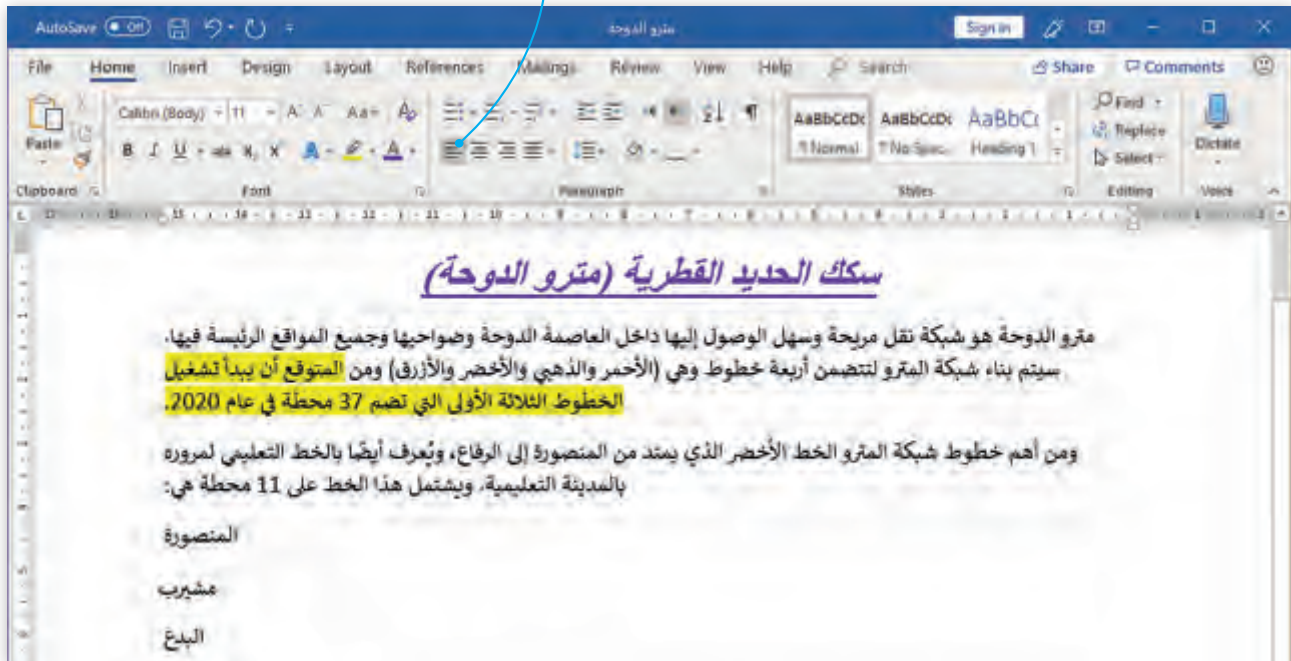 AutoSave On مترو الدوحة Sign in
File Home Insert Design Layout References Mailings Review View Help Search Share Comments
Paste Calibri (Body) 11 A A Aa B I U abc X X A A AaBbCcDc AaBbCcDc AaBbCc Find Replace Select Dictate
¶ Normal ¶ No Spac... Heading 1
Clipboard Font Paragraph Styles Editing Voice
سكك الحديد القطرية (مترو الدوحة)
مترو الدوحة هو شبكة نقل مريحة وسهل الوصول إليها داخل العاصمة الدوحة وضواحيها وجميع المواقع الرئيسة فيها.
سيتم بناء شبكة المترو لتتضمن أربعة خطوط وهي (الأحمر والذهبي والأخضر والأزرق) ومن المتوقع أن يبدأ تشغيل
الخطوط الثلاثة الأولى التي تضم 37 محطة في عام 2020.
ومن أهم خطوط شبكة المترو الخط الأخضر الذي يمتد من المنصورة إلى الرفاع، ويُعرف أيضًا بالخط التعليمي لمروره
بالمدينة التعليمية، ويشتمل هذا الخط على 11 محطة هي:
المنصورة
مشيرب
البدع